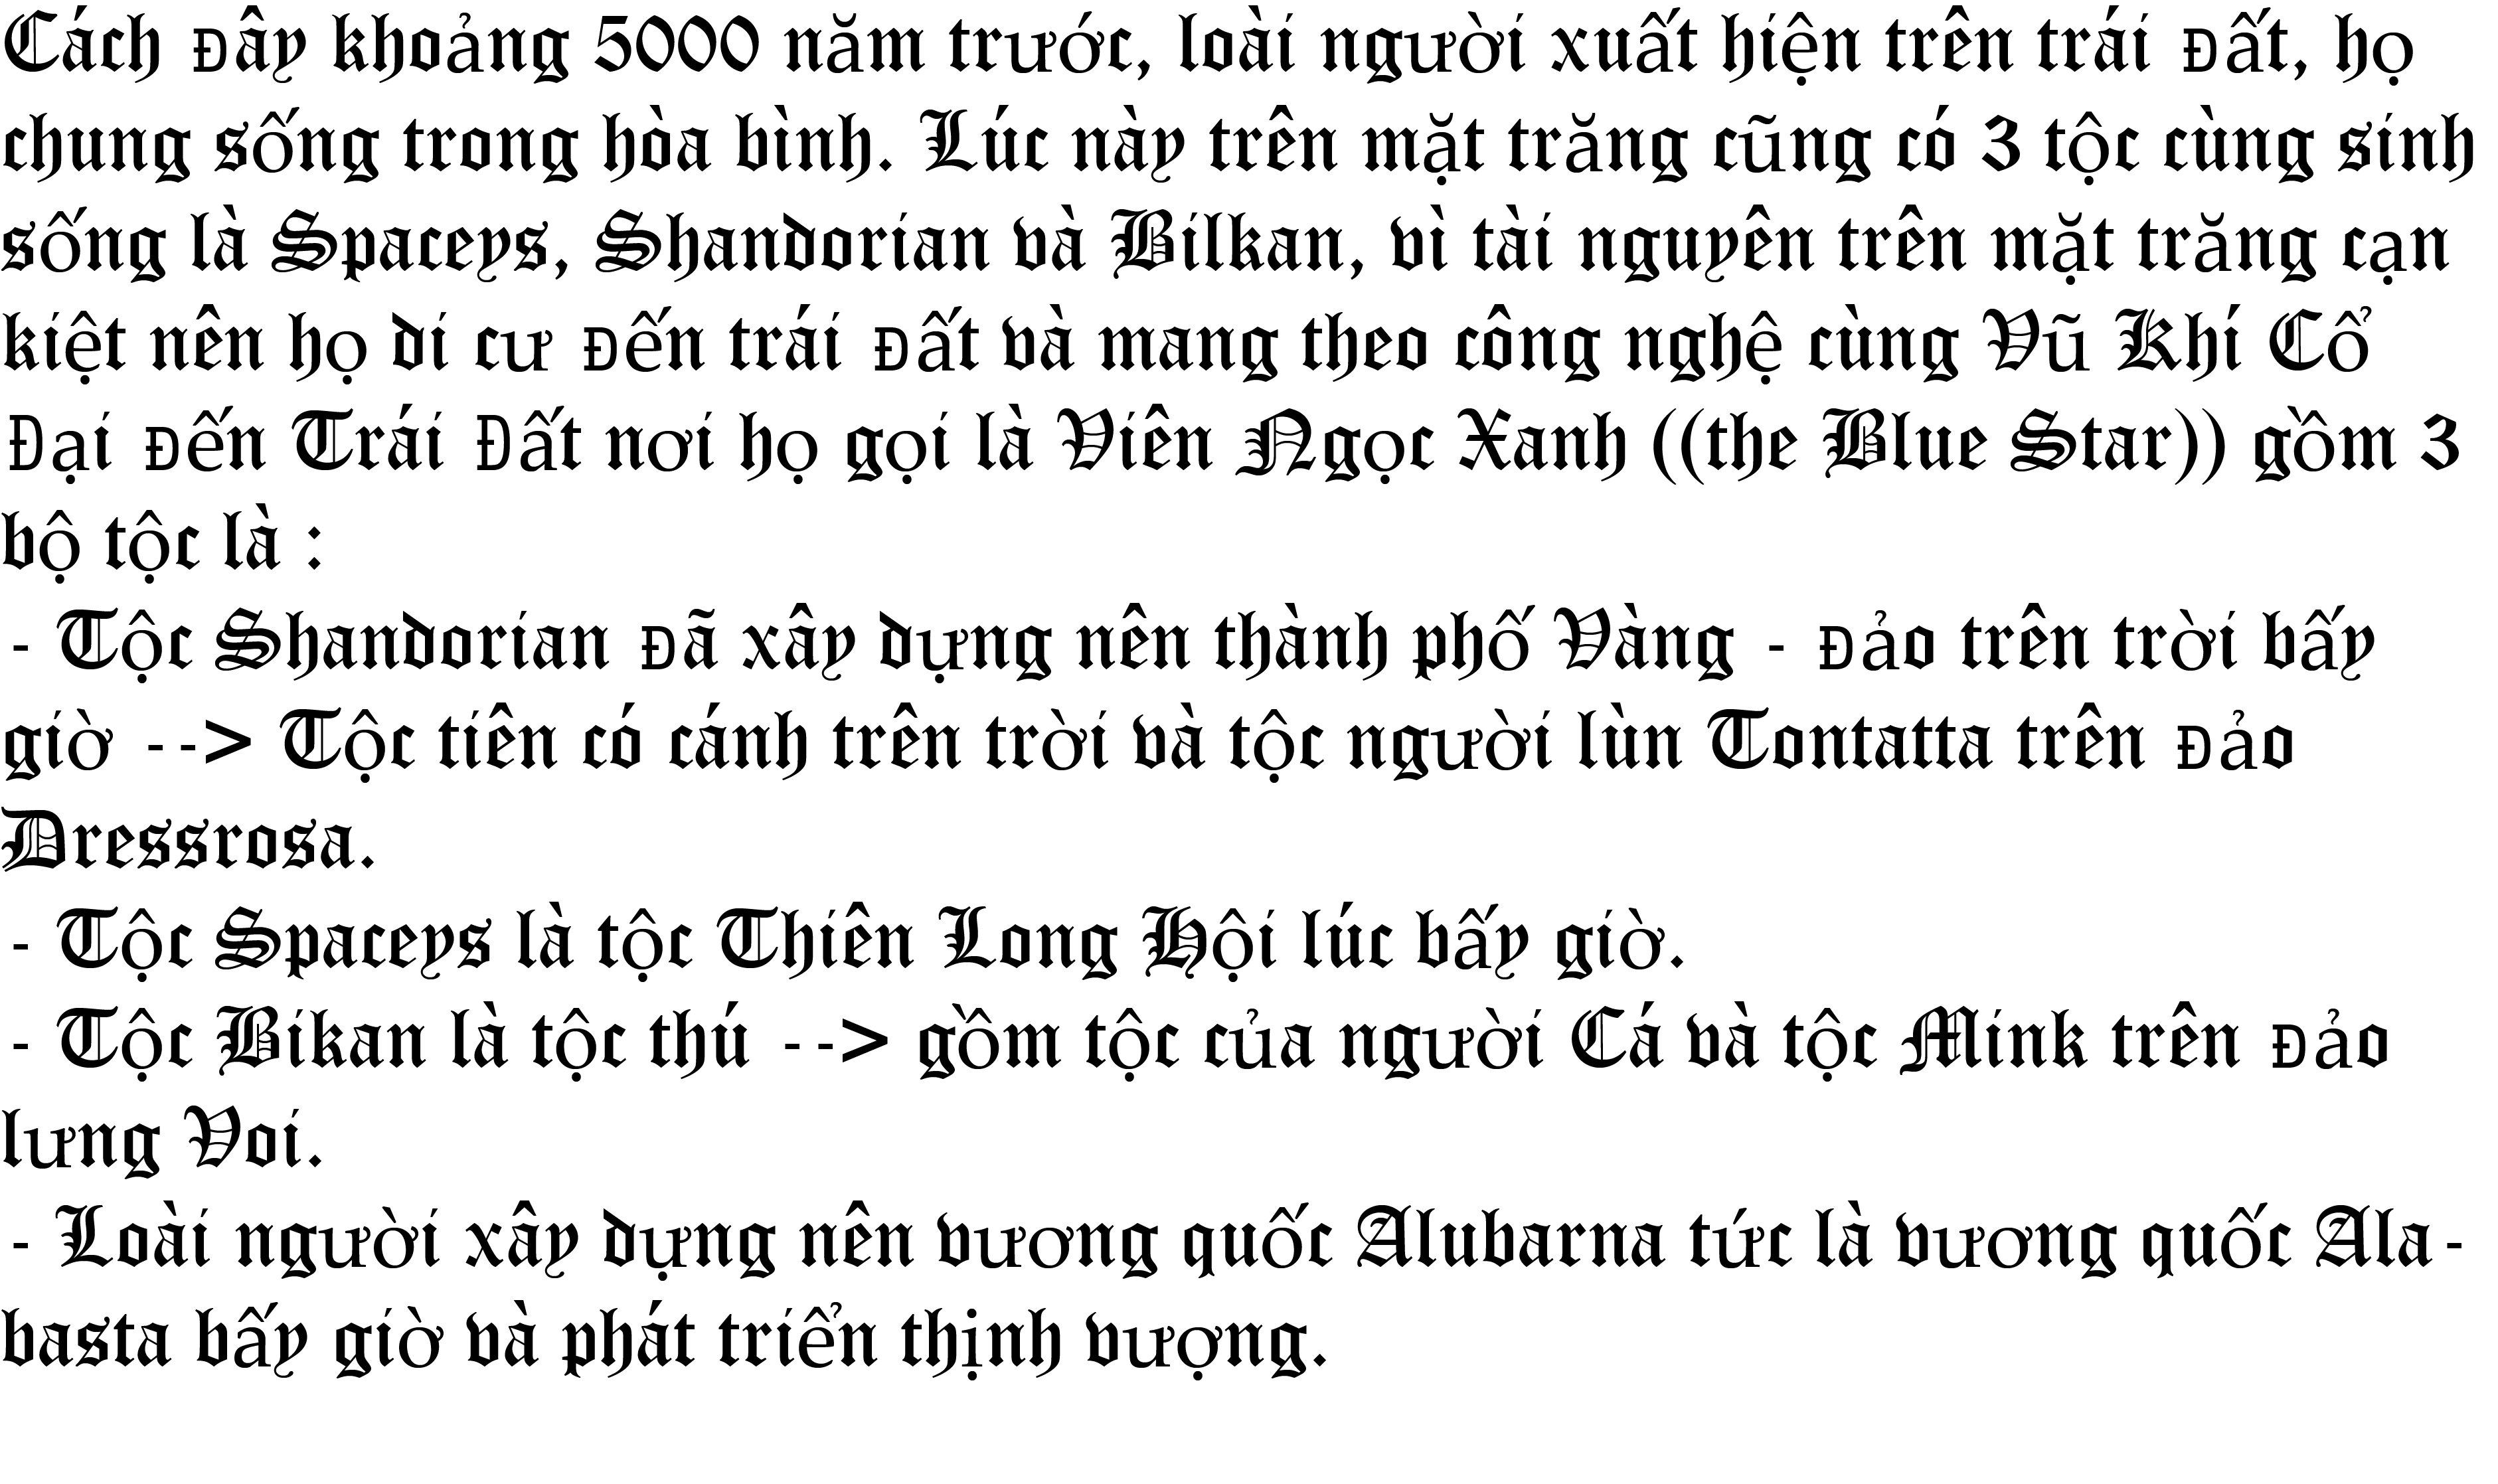 Cách đây khoảng 5000 năm trước, loài người xuất hiện trên trái đất, họ
chung sống trong hòa bình. Lúc này trên mặt trăng cũng có 3 tộc cùng sinh
sống là Spaceys, Shandorian và Bilkan, vì tài nguyên trên mặt trăng cạn
kiệt nên họ di cư đến trái đất và mang theo công nghệ cùng Vũ Khí Cổ
Đại đến Trái Đất nơi họ gọi là Viên Ngọc Xanh ((the Blue Star)) gồm 3
bộ tộc là :
- Tộc Shandorian đã xây dựng nên thành phố Vàng - đảo trên trời bấy
giờ --> Tộc tiên có cánh trên trời và tộc người lùn Tontatta trên đảo
Dressrosa.
- Tộc Spaceys là tộc Thiên Long Hội lúc bấy giờ.
- Tộc Bikan là tộc thú --> gồm tộc của người Cá và tộc Mink trên đảo
lưng Voi.
- Loài người xây dựng nên vương quốc Alubarna tức là vương quốc Ala-
basta bấy giờ và phát triển thịnh vượng.